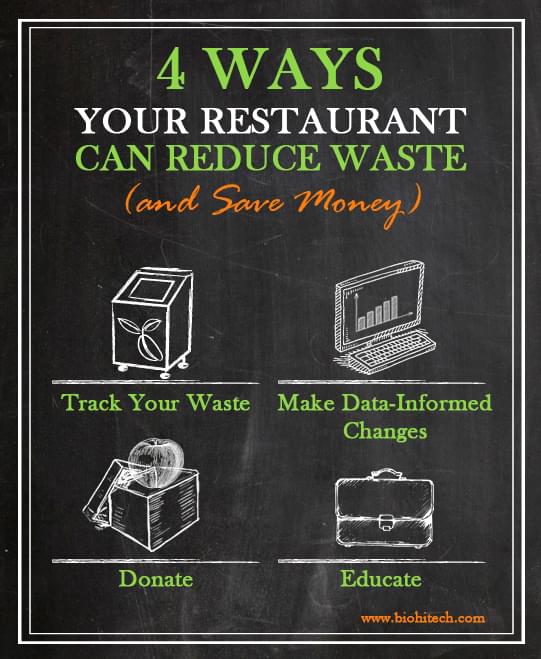 4 WAYS
YOUR RESTAURANT
CAN REDUCE WASTE
(and Save Money)
Track Your Waste
Make Data-Informed
Changes
Donate
Educate
www.biohitech.com